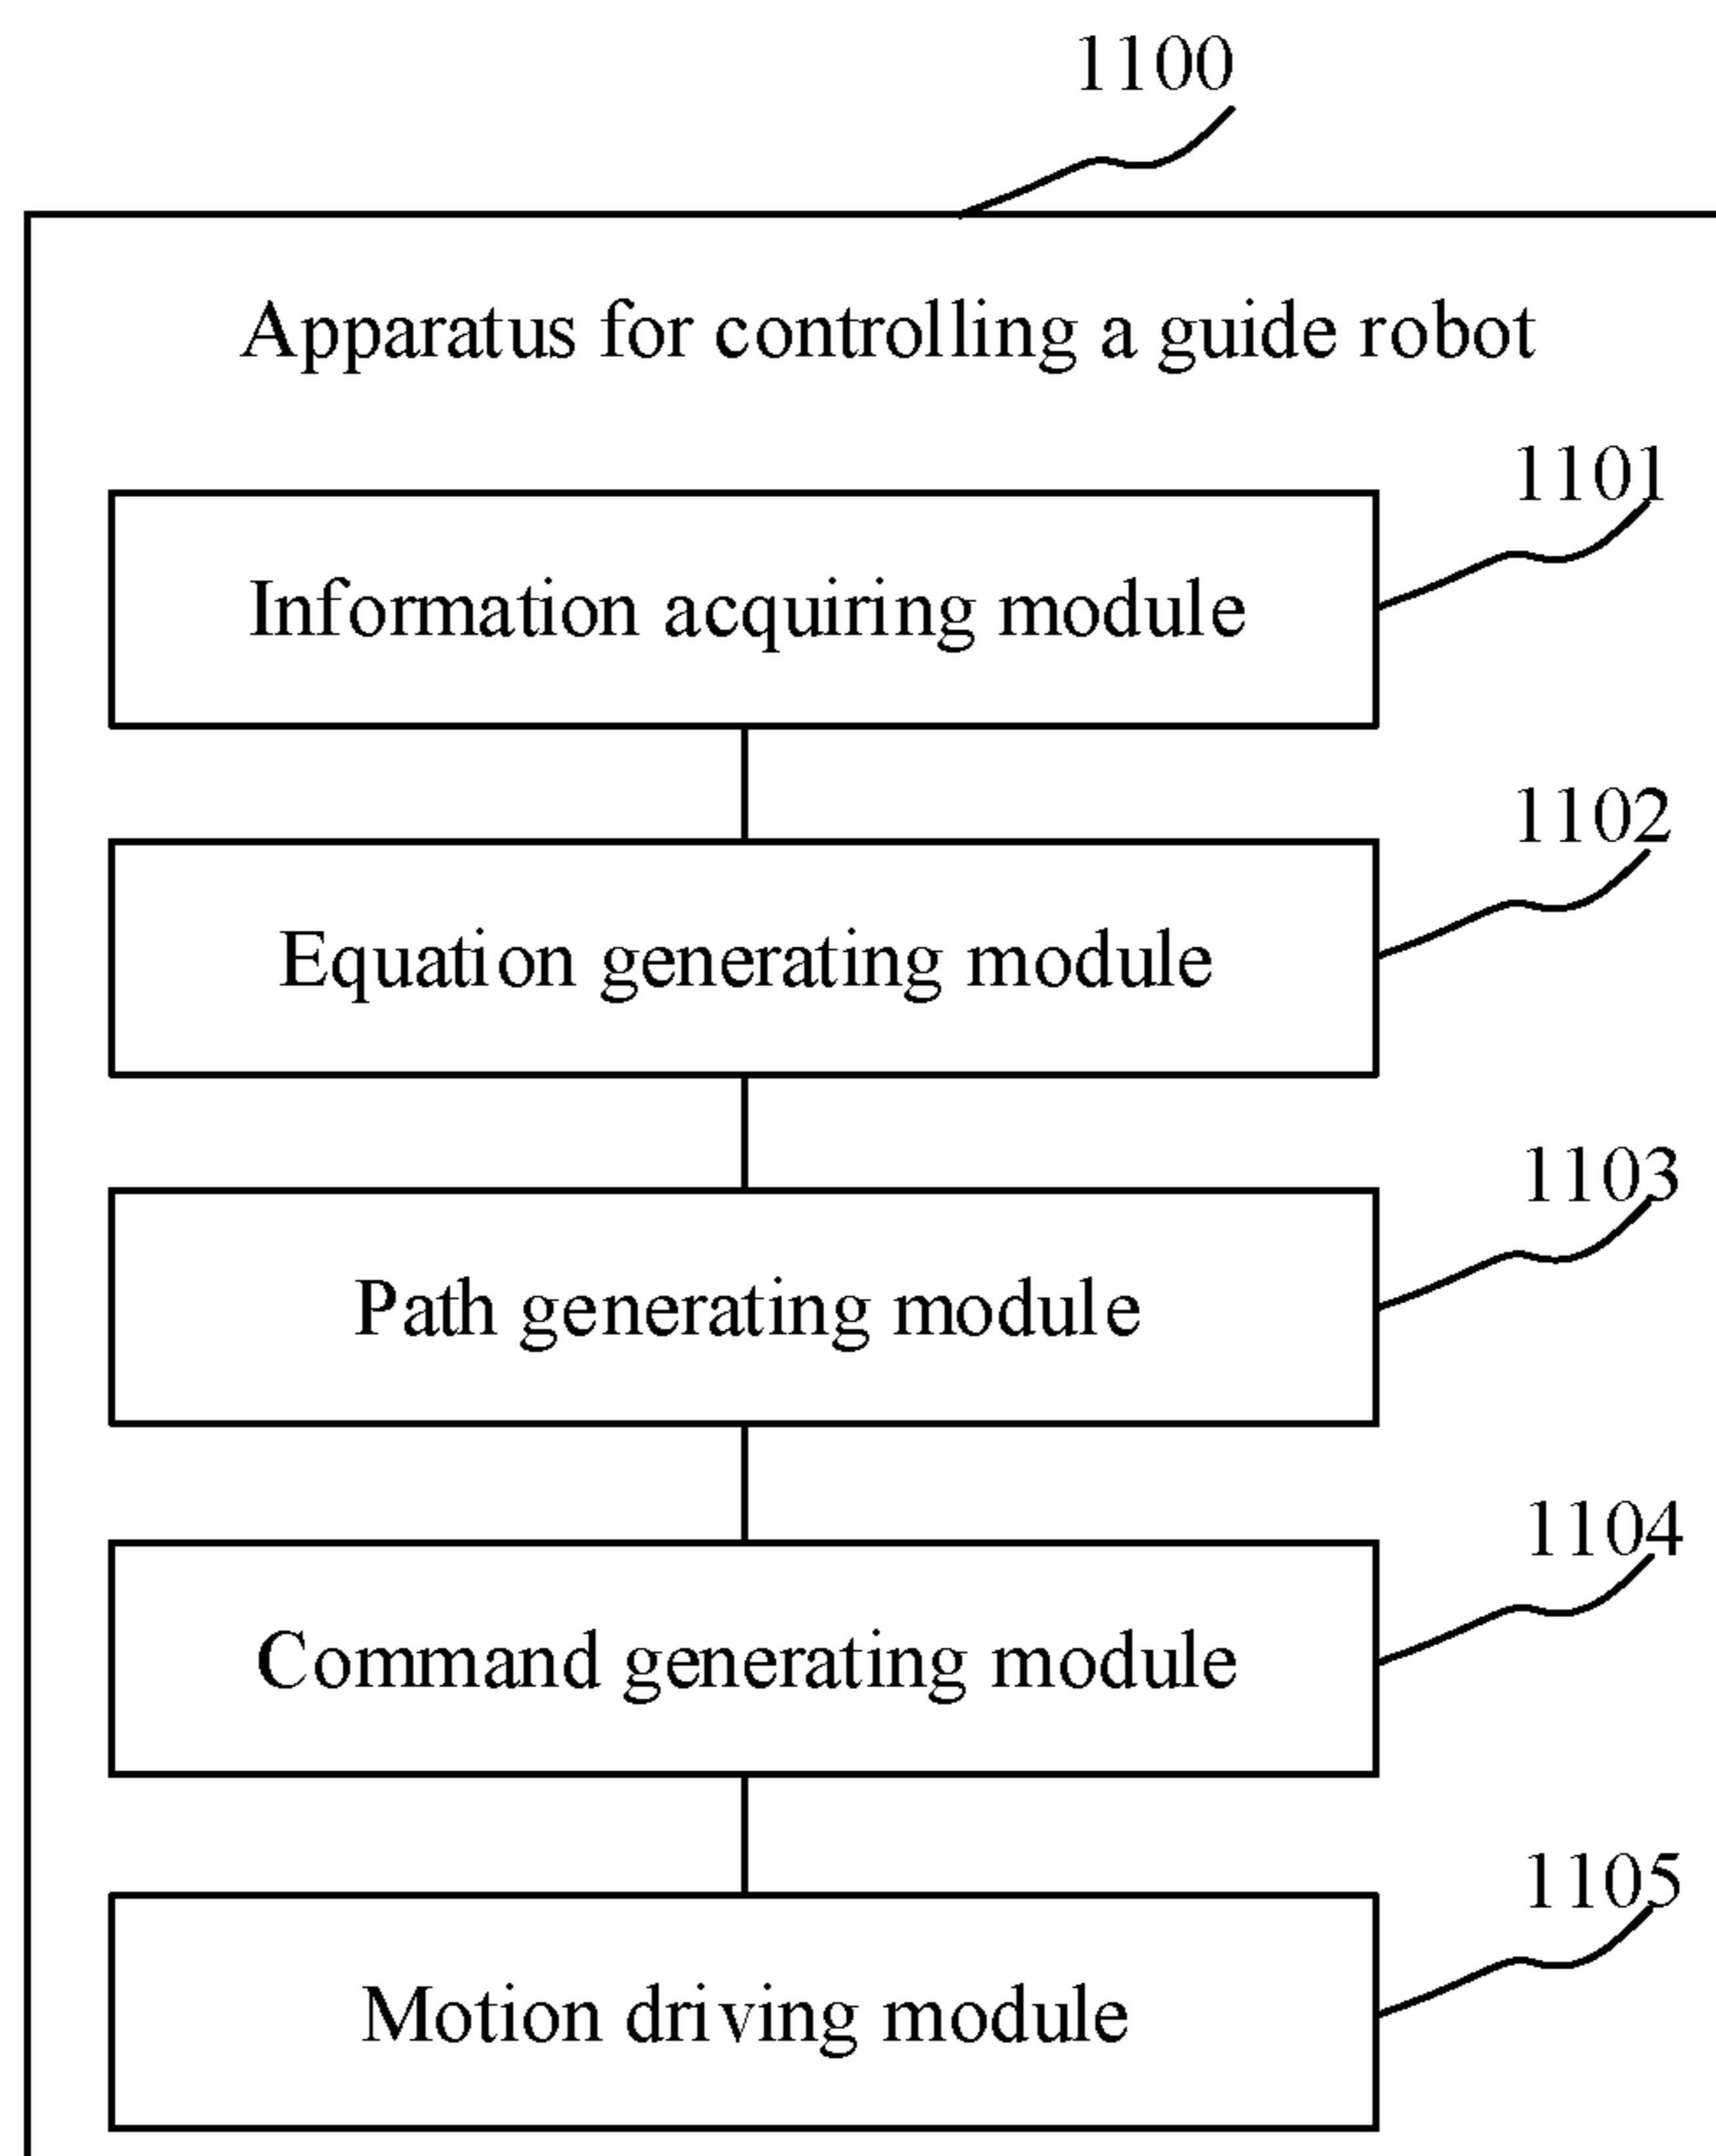 1100
Apparatus for controlling a guide robot
1101
Information acquiring module
1102
Equation generating module
1103
Path generating module
1104
Command generating module
1105
Motion driving module